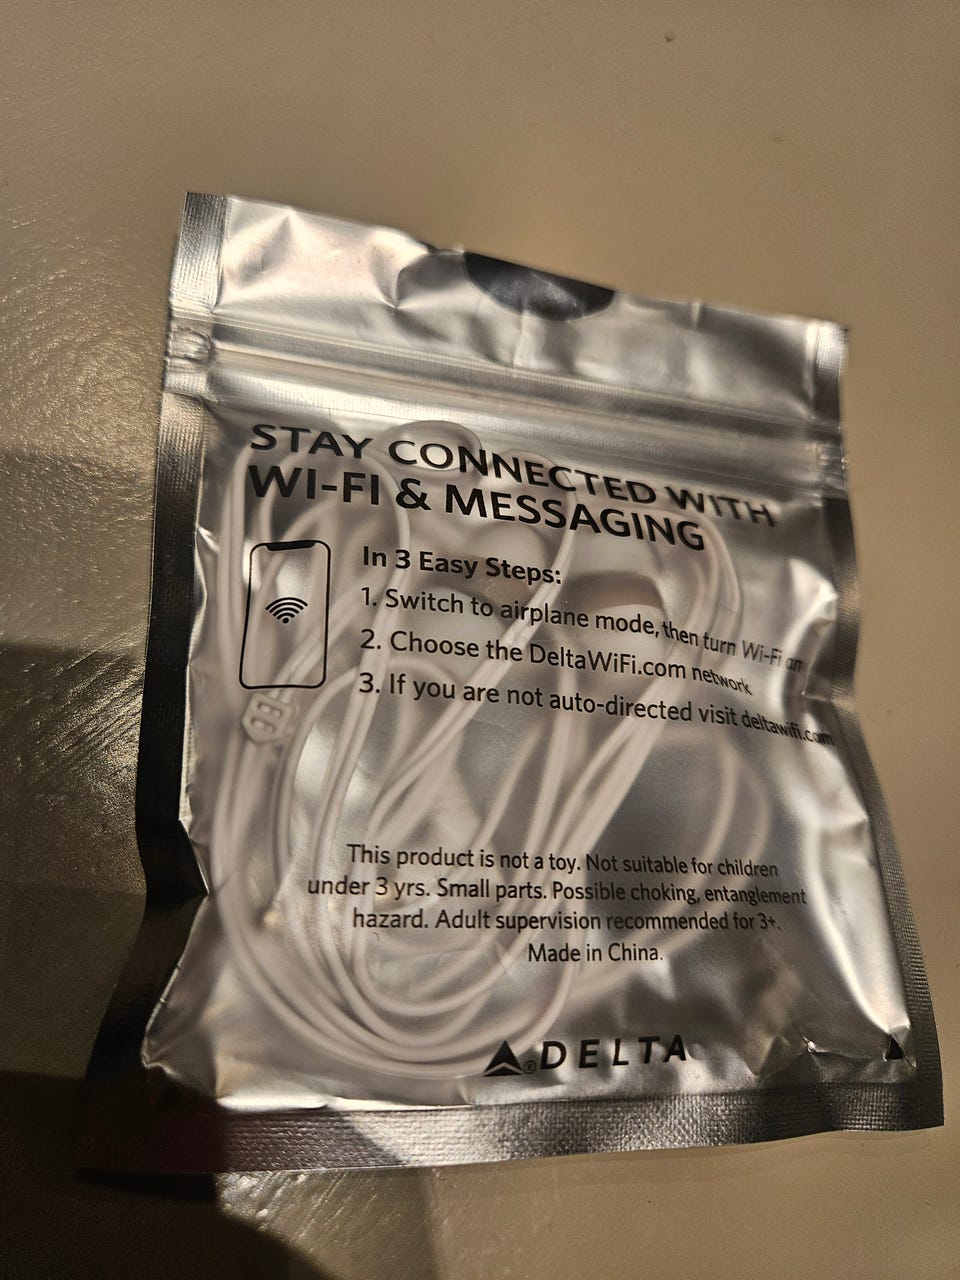 STAY CONNECTED WITH
WI-FI & MESSAGING
In 3 Easy Steps:
1. Switch to airplane mode, then turn Wi-Fi on
2. Choose the DeltaWiFi.com network
3. If you are not auto-directed visit deltawifi.com
This product is not a toy. Not suitable for children
under 3 yrs. Small parts. Possible choking, entanglement
hazard. Adult supervision recommended for 3+.
Made in China.
®DELTA